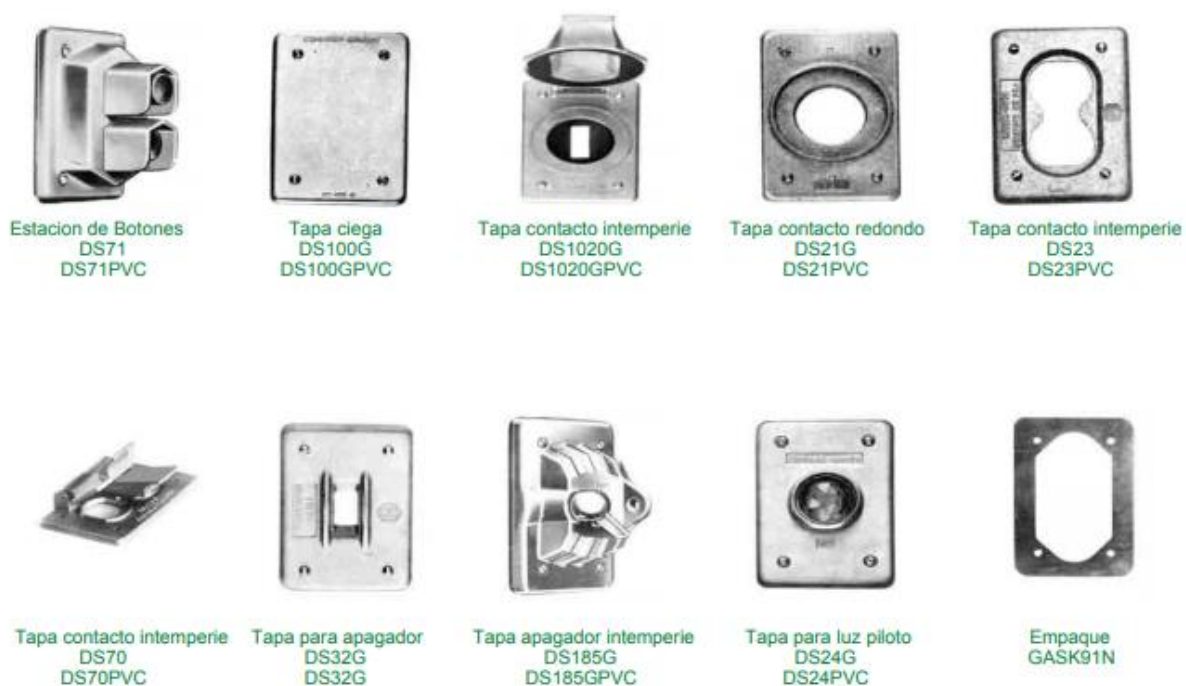 Estacion de Botones
DS71
DS71PVC
Tapa ciega
DS100G
DS100GPVC
Tapa contacto intemperie
DS1020G
DS1020GPVC
Tapa contacto redondo
DS21G
DS21PVC
Tapa contacto intemperie
DS23
DS23PVC
Tapa contacto intemperie
DS70
DS70PVC
Tapa para apagador
DS32G
DS32G
Tapa apagador intemperie
DS185G
DS185GPVC
Tapa para luz piloto
DS24G
DS24PVC
Empaque
GASK91N